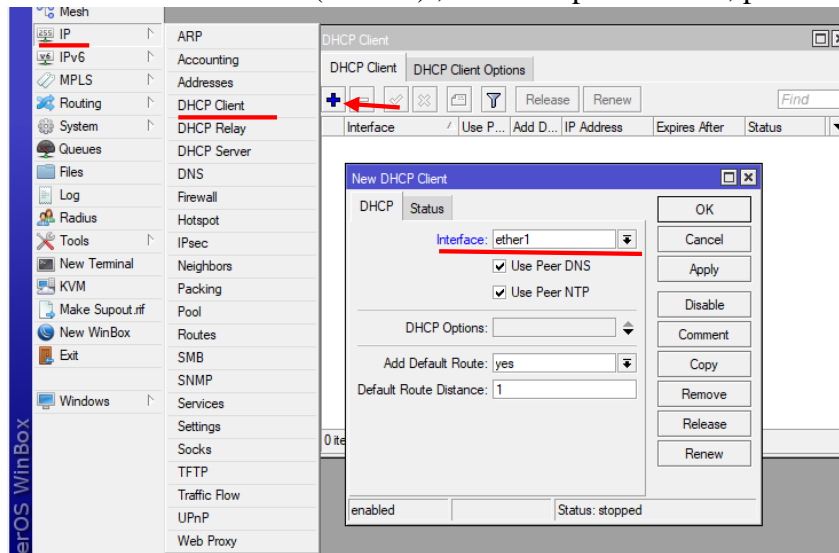 Mesh
IP
IPv6
MPLS
Routing
System
Queues
Files
Log
Radius
Tools
New Terminal
KVM
Make Supout.rif
New WinBox
Exit
Windows
erOS WinBox
ARP
Accounting
Addresses
DHCP Client
DHCP Relay
DHCP Server
DNS
Firewall
Hotspot
IPsec
Neighbors
Packing
Pool
Routes
SMB
SNMP
Services
Settings
Socks
TFTP
Traffic Flow
UPnP
Web Proxy
DHCP Client
DHCP Client DHCP Client Options
Release Renew Find
Interface Use P... Add D... IP Address Expires After Status
0 ite
New DHCP Client
DHCP Status
Interface: ether1
Use Peer DNS
Use Peer NTP
DHCP Options:
Add Default Route: yes
Default Route Distance: 1
OK
Cancel
Apply
Disable
Comment
Copy
Remove
Release
Renew
enabled Status: stopped